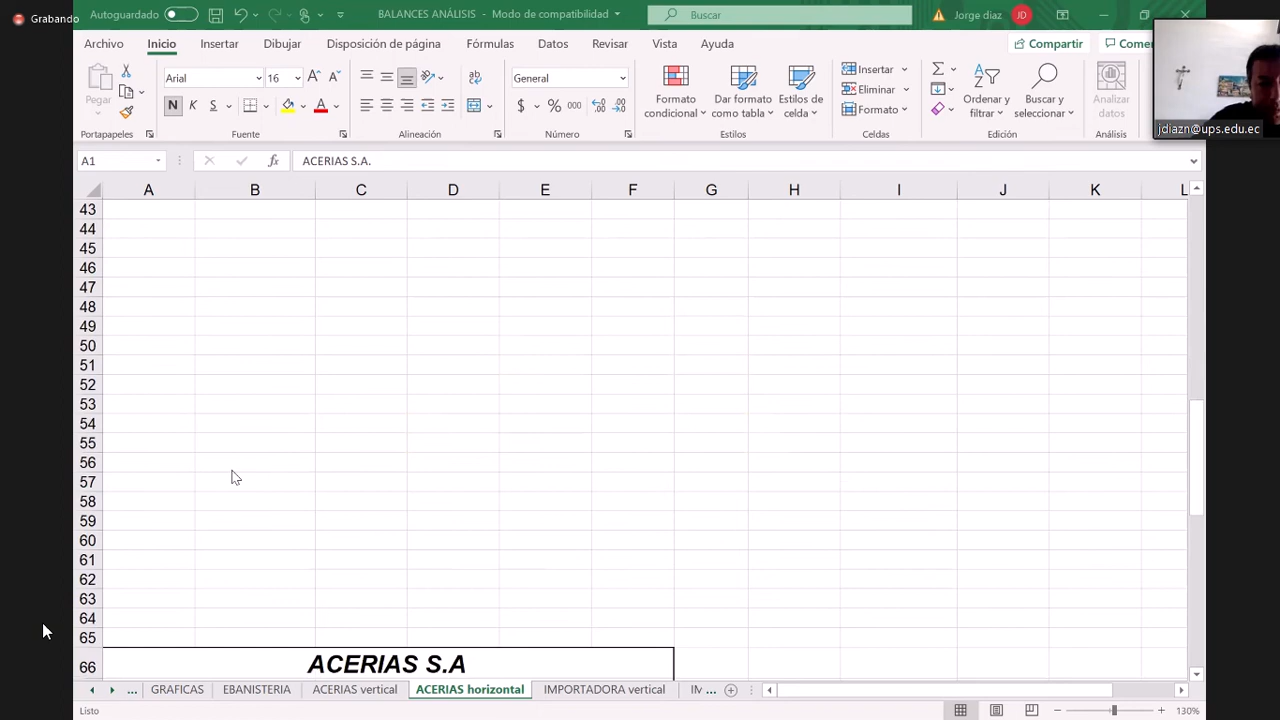 Grabando
Autoguardado
BALANCES ANÁLISIS - Modo de compatibilidad
Buscar
Jorge diaz
JD
Archivo
Inicio
Insertar
Dibujar
Disposición de página
Fórmulas
Datos
Revisar
Vista
Ayuda
Compartir
Comen
Pegar
Arial
16
N K S
General
$ % 000
Formato condicional
Dar formato como tabla
Estilos de celda
Insertar
Eliminar
Formato
Ordenar y filtrar
Buscar y seleccionar
Analizar datos
Portapapeles
Fuente
Alineación
Número
Estilos
Celdas
Edición
Análisis
jdiazn@ups.edu.ec
A1
fx
ACERIAS S.A.
A B C D E F G H I J K L
43
44
45
46
47
48
49
50
51
52
53
54
55
56
57
58
59
60
61
62
63
64
65
66 ACERIAS S.A
... GRAFICAS EBANISTERIA ACERIAS vertical ACERIAS horizontal IMPORTADORA vertical IM ...
Listo
130%